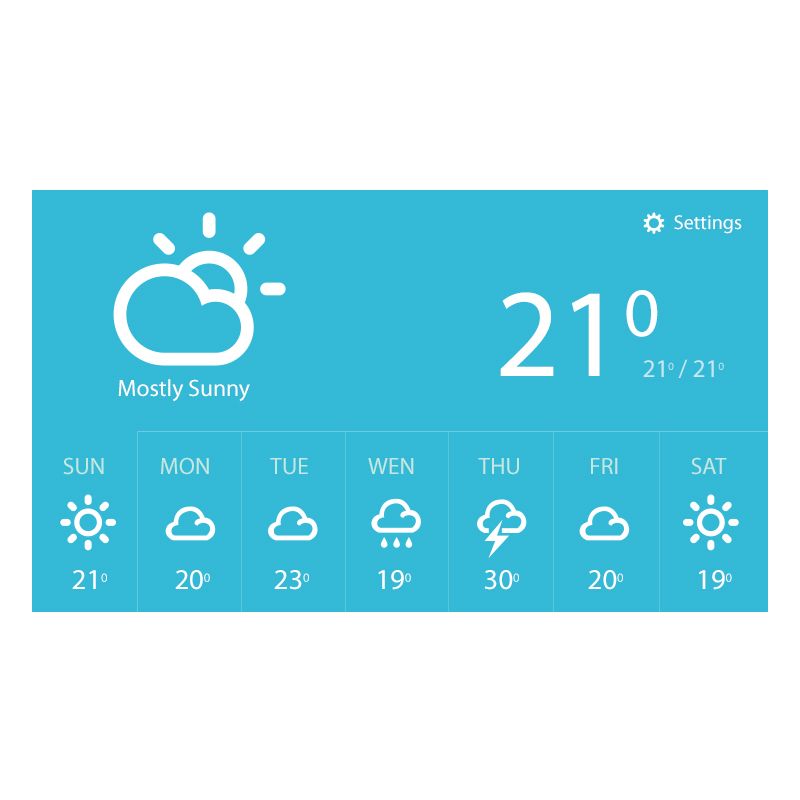 Settings
21⁰
21⁰ / 21⁰
Mostly Sunny
SUN MON TUE WEN THU FRI SAT
21⁰ 20⁰ 23⁰ 19⁰ 30⁰ 20⁰ 19⁰